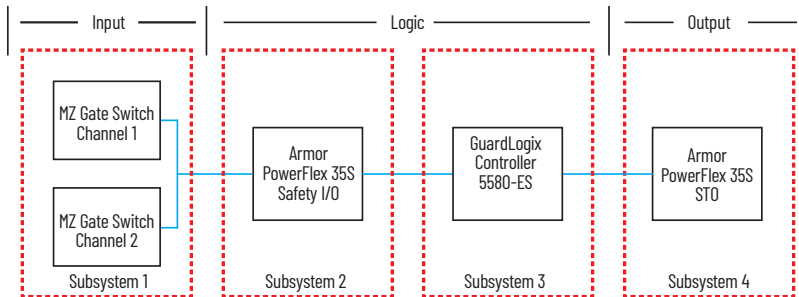 Input
Logic
Output
MZ Gate Switch
Channel 1
MZ Gate Switch
Channel 2
Subsystem 1
Armor
PowerFlex 35S
Safety I/O
Subsystem 2
GuardLogix
Controller
5580-ES
Subsystem 3
Armor
PowerFlex 35S
STO
Subsystem 4